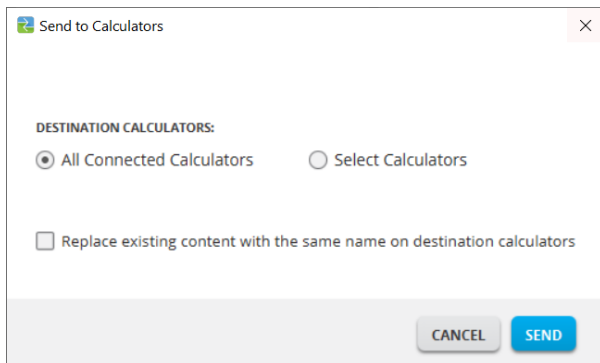 Send to Calculators
DESTINATION CALCULATORS:
All Connected Calculators
Select Calculators
Replace existing content with the same name on destination calculators
CANCEL
SEND